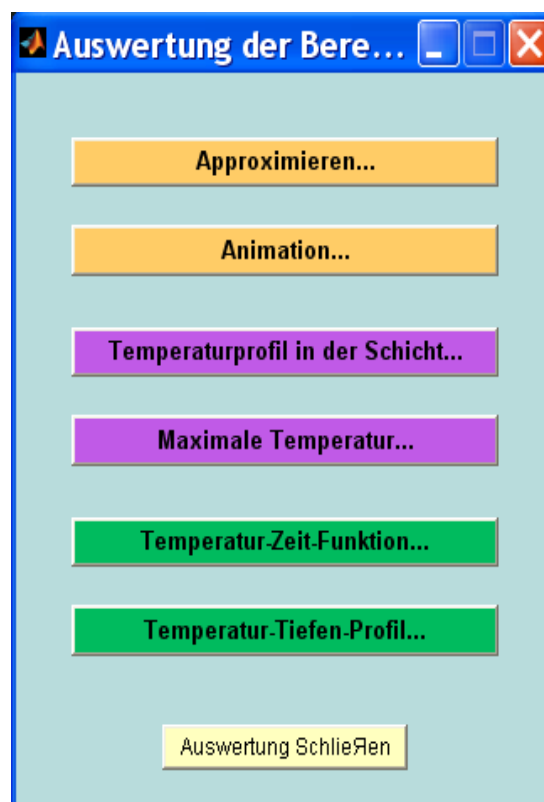 Auswertung der Bere...
Approximieren...
Animation...
Temperaturprofil in der Schicht...
Maximale Temperatur...
Temperatur-Zeit-Funktion...
Temperatur-Tiefen-Profil...
Auswertung SchlieЯen